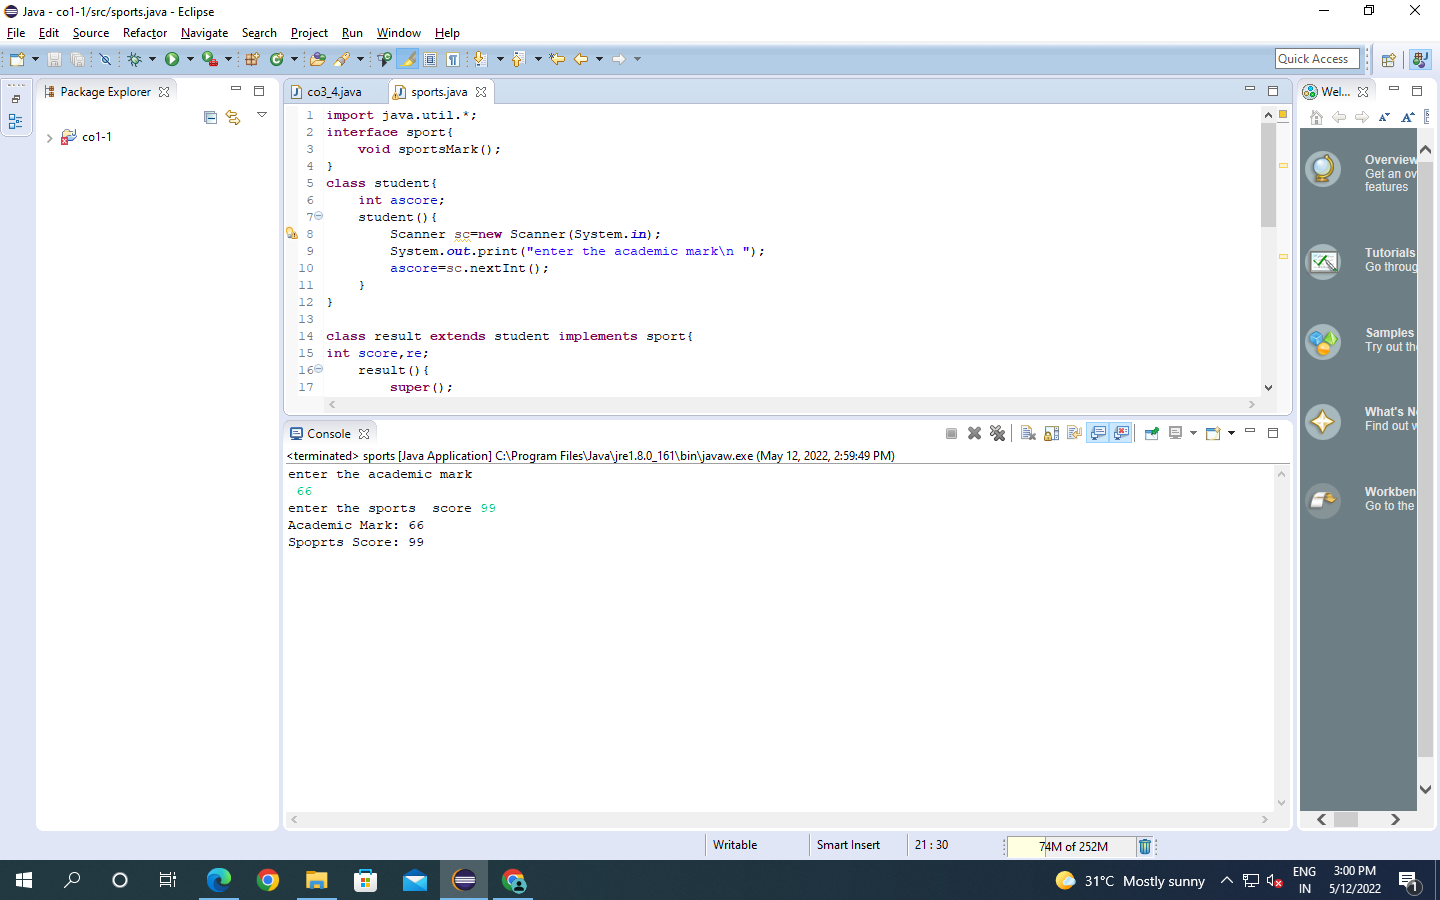 Java - co1-1/src/sports.java - Eclipse
File Edit Source Refactor Navigate Search Project Run Window Help
Quick Access
Package Explorer
co1-1
co3_4.java sports.java
1 import java.util.*;
2 interface sport{
3 void sportsMark();
4 }
5 class student{
6 int ascore;
7 student(){
8 Scanner sc=new Scanner(System.in);
9 System.out.print("enter the academic mark\n ");
10 ascore=sc.nextInt();
11 }
12 }
13
14 class result extends student implements sport{
15 int score,re;
16 result(){
17 super();
Console
<terminated> sports [Java Application] C:\Program Files\Java\jre1.8.0_161\bin\javaw.exe (May 12, 2022, 2:59:49 PM)
enter the academic mark
66
enter the sports  score 99
Academic Mark: 66
Spoprts Score: 99
Wel...
Overview
Get an ov
features
Tutorials
Go throug
Samples
Try out the
What's N
Find out w
Workben
Go to the
Writable Smart Insert 21 : 30 74M of 252M
31°C Mostly sunny
ENG
IN
3:00 PM
5/12/2022
1